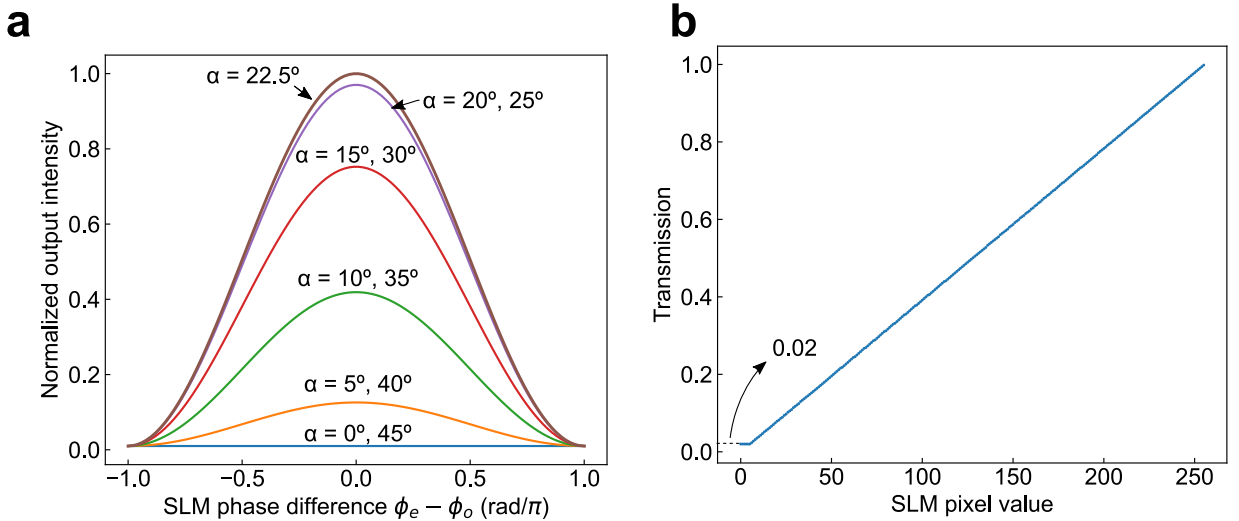 a
Normalized output intensity
1.0
0.8
0.6
0.4
0.2
0.0
α = 22.5º
α = 20º, 25º
α = 15º, 30º
α = 10º, 35º
α = 5º, 40º
α = 0º, 45º
−1.0 −0.5 0.0 0.5 1.0
SLM phase difference ϕe − ϕo (rad/π)
b
Transmission
1.0
0.8
0.6
0.4
0.2
0.0
0.02
0 50 100 150 200 250
SLM pixel value